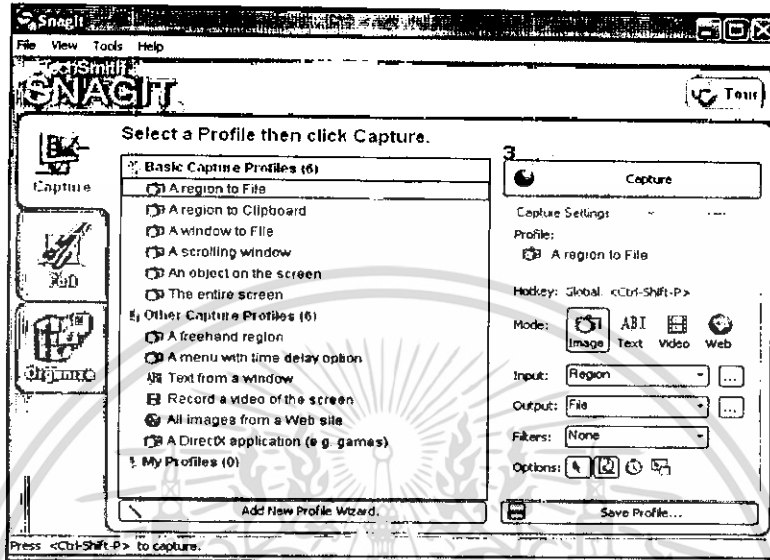 SnagIt
File View Tools Help
TechSmith
SNAGIT
Tour
Select a Profile then click Capture.
Capture
Edit
Organize
Basic Capture Profiles (6)
A region to File
A region to Clipboard
A window to File
A scrolling window
An object on the screen
The entire screen
Other Capture Profiles (6)
A freehand region
A menu with time delay option
Text from a window
Record a video of the screen
All images from a Web site
A DirectX application (e.g. games)
My Profiles (0)
Add New Profile Wizard.
3
Capture
Capture Settings
Profile:
A region to File
Hotkey: Global: <Ctrl-Shift-P>
Mode:
ABI
Image Text Video Web
Input: Region ...
Output: File ...
Filters: None
Options:
Save Profile...
Press <Ctrl-Shift-P> to capture.